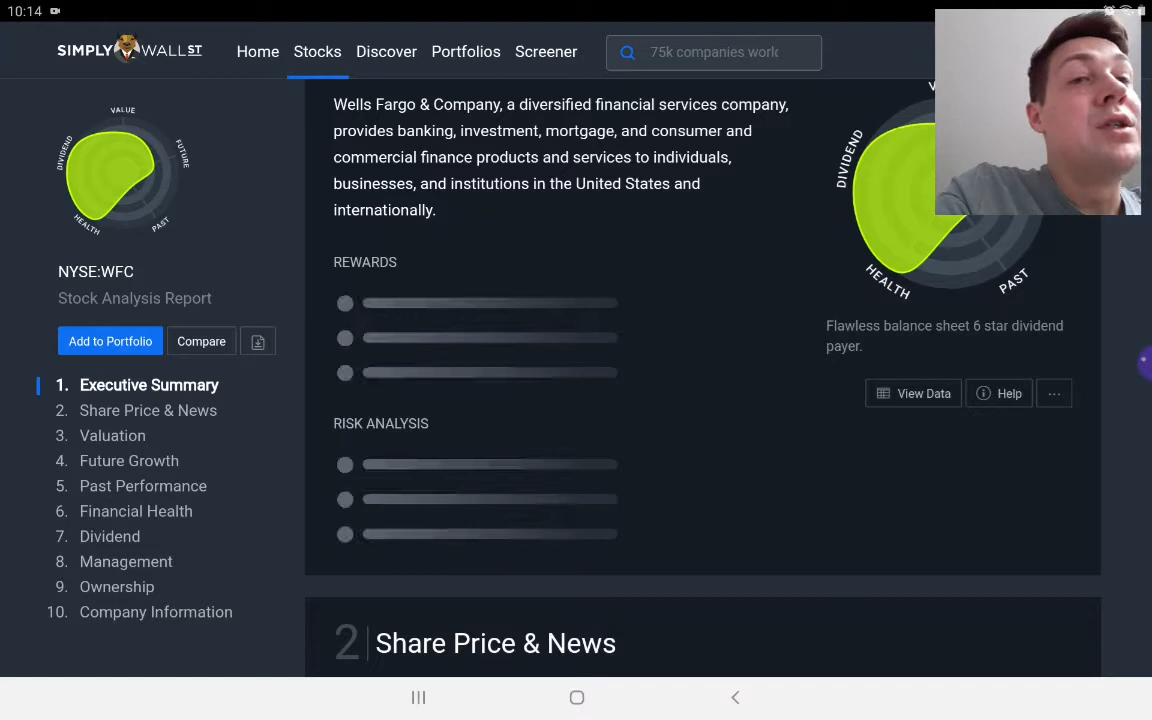 10:14
SIMPLY WALL ST
Home Stocks Discover Portfolios Screener
75k companies worl
VALUE
FUTURE
PAST
HEALTH
DIVIDEND
NYSE:WFC
Stock Analysis Report
Add to Portfolio Compare
1. Executive Summary
2. Share Price & News
3. Valuation
4. Future Growth
5. Past Performance
6. Financial Health
7. Dividend
8. Management
9. Ownership
10. Company Information
Wells Fargo & Company, a diversified financial services company,
provides banking, investment, mortgage, and consumer and
commercial finance products and services to individuals,
businesses, and institutions in the United States and
internationally.
REWARDS
RISK ANALYSIS
DIVIDEND
HEALTH
PAST
Flawless balance sheet 6 star dividend
payer.
View Data Help ...
2 Share Price & News